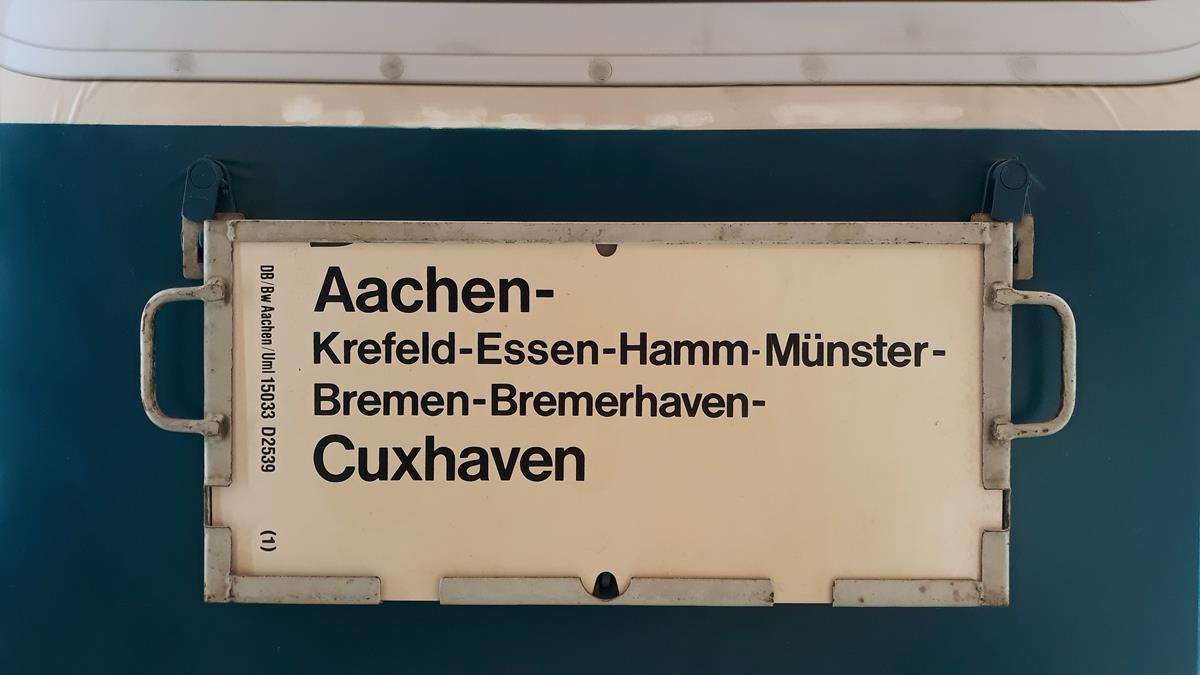 Aachen-
Krefeld-Essen-Hamm-Münster-
Bremen-Bremerhaven-
Cuxhaven
DB/Bw Aachen/Uml 15033 D2539 (1)